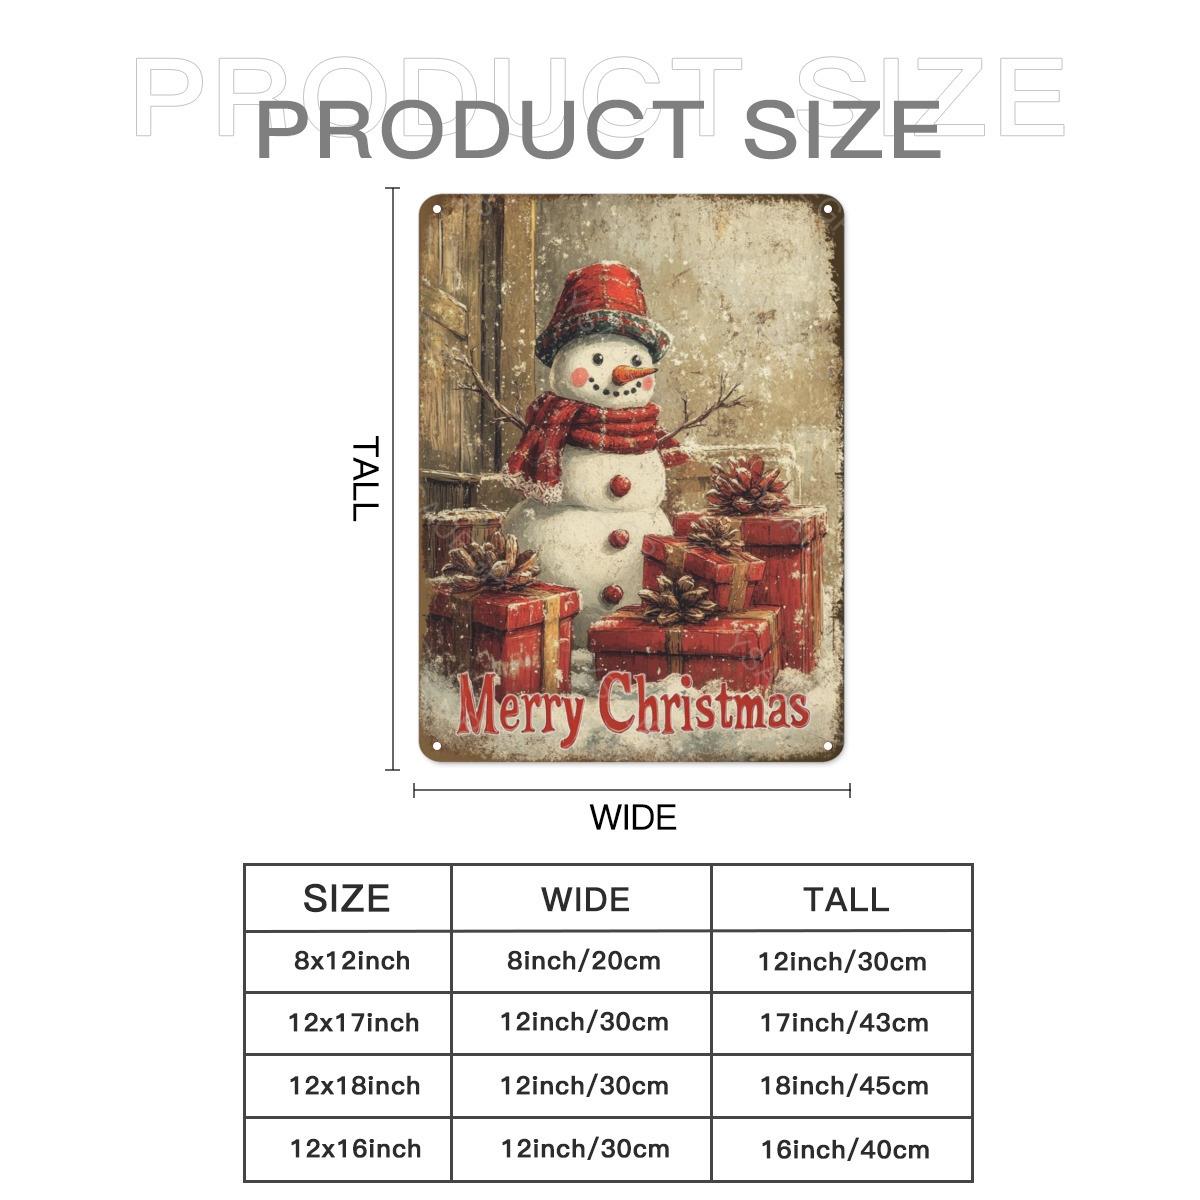 PRODUCT SIZE
PRODUCT SIZE
TALL
Merry Christmas
WIDE
SIZE WIDE TALL
8x12inch 8inch/20cm 12inch/30cm
12x17inch 12inch/30cm 17inch/43cm
12x18inch 12inch/30cm 18inch/45cm
12x16inch 12inch/30cm 16inch/40cm